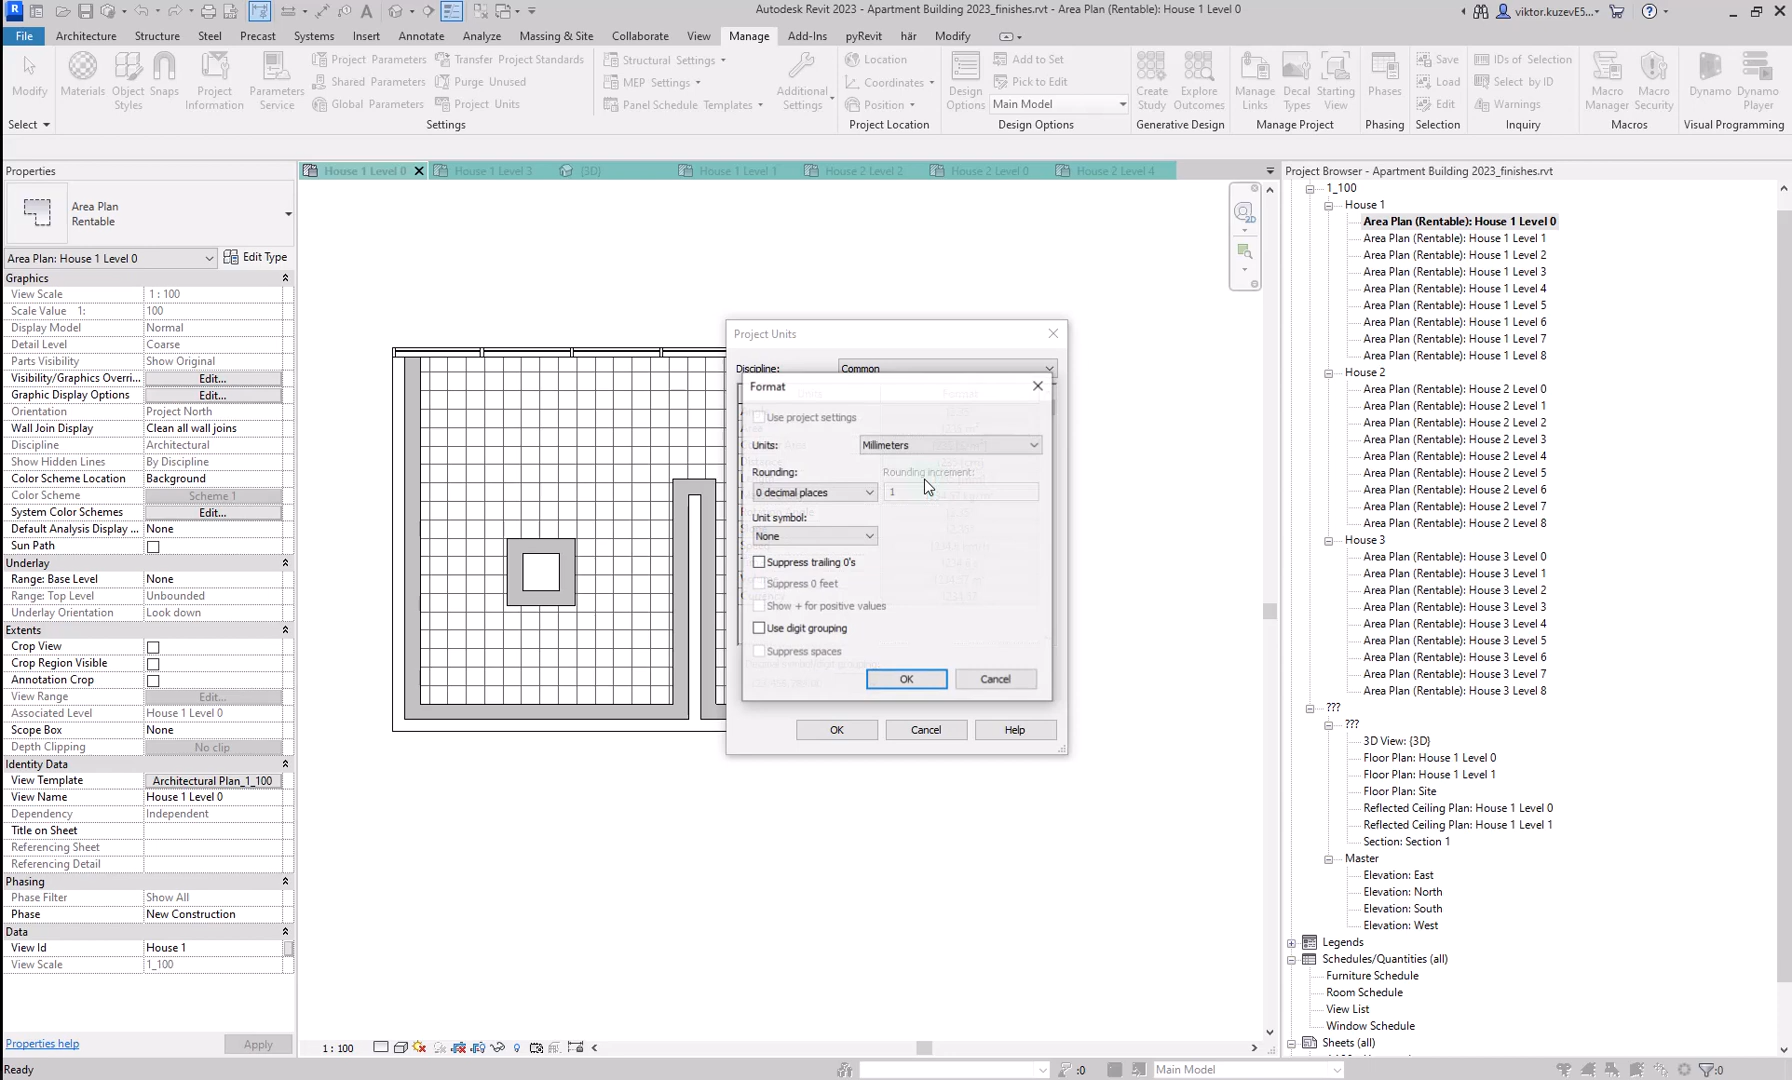 Autodesk Revit 2023 - Apartment Building 2023_finishes.rvt - Area Plan (Rentable): House 1 Level 0
viktor.kuzevE5...
File Architecture Structure Steel Precast Systems Insert Annotate Analyze Massing & Site Collaborate View Manage Add-Ins pyRevit här Modify
Modify
Materials
Object Styles
Snaps
Project Information
Parameters Service
Project Parameters
Shared Parameters
Global Parameters
Transfer Project Standards
Purge Unused
Project Units
Structural Settings
MEP Settings
Panel Schedule Templates
Additional Settings
Location
Coordinates
Position
Design Options
Add to Set
Pick to Edit
Main Model
Create Study
Explore Outcomes
Manage Links
Decal Types
Starting View
Phases
Save
Load
Edit
IDs of Selection
Select by ID
Warnings
Macro Manager
Macro Security
Dynamo
Dynamo Player
Select Settings Project Location Design Options Generative Design Manage Project Phasing Selection Inquiry Macros Visual Programming
Properties
Area Plan
Rentable
Area Plan: House 1 Level 0 Edit Type
Graphics
View Scale 1 : 100
Scale Value 1: 100
Display Model Normal
Detail Level Coarse
Parts Visibility Show Original
Visibility/Graphics Overri... Edit...
Graphic Display Options Edit...
Orientation Project North
Wall Join Display Clean all wall joins
Discipline Architectural
Show Hidden Lines By Discipline
Color Scheme Location Background
Color Scheme Scheme 1
System Color Schemes Edit...
Default Analysis Display ... None
Sun Path
Underlay
Range: Base Level None
Range: Top Level Unbounded
Underlay Orientation Look down
Extents
Crop View
Crop Region Visible
Annotation Crop
View Range Edit...
Associated Level House 1 Level 0
Scope Box None
Depth Clipping No clip
Identity Data
View Template Architectural Plan_1_100
View Name House 1 Level 0
Dependency Independent
Title on Sheet
Referencing Sheet
Referencing Detail
Phasing
Phase Filter Show All
Phase New Construction
Data
View Id House 1
View Scale 1_100
Properties help Apply
Ready
House 1 Level 0 House 1 Level 3 {3D} House 1 Level 1 House 2 Level 2 House 2 Level 0 House 2 Level 4
Project Units
Discipline: Common
Format
Use project settings
Units: Millimeters
Rounding: Rounding increment:
0 decimal places 1
Unit symbol:
None
Suppress trailing 0's
Suppress 0 feet
Show + for positive values
Use digit grouping
Suppress spaces
OK Cancel
OK Cancel Help
1 : 100
:0 Main Model :0
Project Browser - Apartment Building 2023_finishes.rvt
1_100
House 1
Area Plan (Rentable): House 1 Level 0
Area Plan (Rentable): House 1 Level 1
Area Plan (Rentable): House 1 Level 2
Area Plan (Rentable): House 1 Level 3
Area Plan (Rentable): House 1 Level 4
Area Plan (Rentable): House 1 Level 5
Area Plan (Rentable): House 1 Level 6
Area Plan (Rentable): House 1 Level 7
Area Plan (Rentable): House 1 Level 8
House 2
Area Plan (Rentable): House 2 Level 0
Area Plan (Rentable): House 2 Level 1
Area Plan (Rentable): House 2 Level 2
Area Plan (Rentable): House 2 Level 3
Area Plan (Rentable): House 2 Level 4
Area Plan (Rentable): House 2 Level 5
Area Plan (Rentable): House 2 Level 6
Area Plan (Rentable): House 2 Level 7
Area Plan (Rentable): House 2 Level 8
House 3
Area Plan (Rentable): House 3 Level 0
Area Plan (Rentable): House 3 Level 1
Area Plan (Rentable): House 3 Level 2
Area Plan (Rentable): House 3 Level 3
Area Plan (Rentable): House 3 Level 4
Area Plan (Rentable): House 3 Level 5
Area Plan (Rentable): House 3 Level 6
Area Plan (Rentable): House 3 Level 7
Area Plan (Rentable): House 3 Level 8
???
???
3D View: {3D}
Floor Plan: House 1 Level 0
Floor Plan: House 1 Level 1
Floor Plan: Site
Reflected Ceiling Plan: House 1 Level 0
Reflected Ceiling Plan: House 1 Level 1
Section: Section 1
Master
Elevation: East
Elevation: North
Elevation: South
Elevation: West
Legends
Schedules/Quantities (all)
Furniture Schedule
Room Schedule
View List
Window Schedule
Sheets (all)